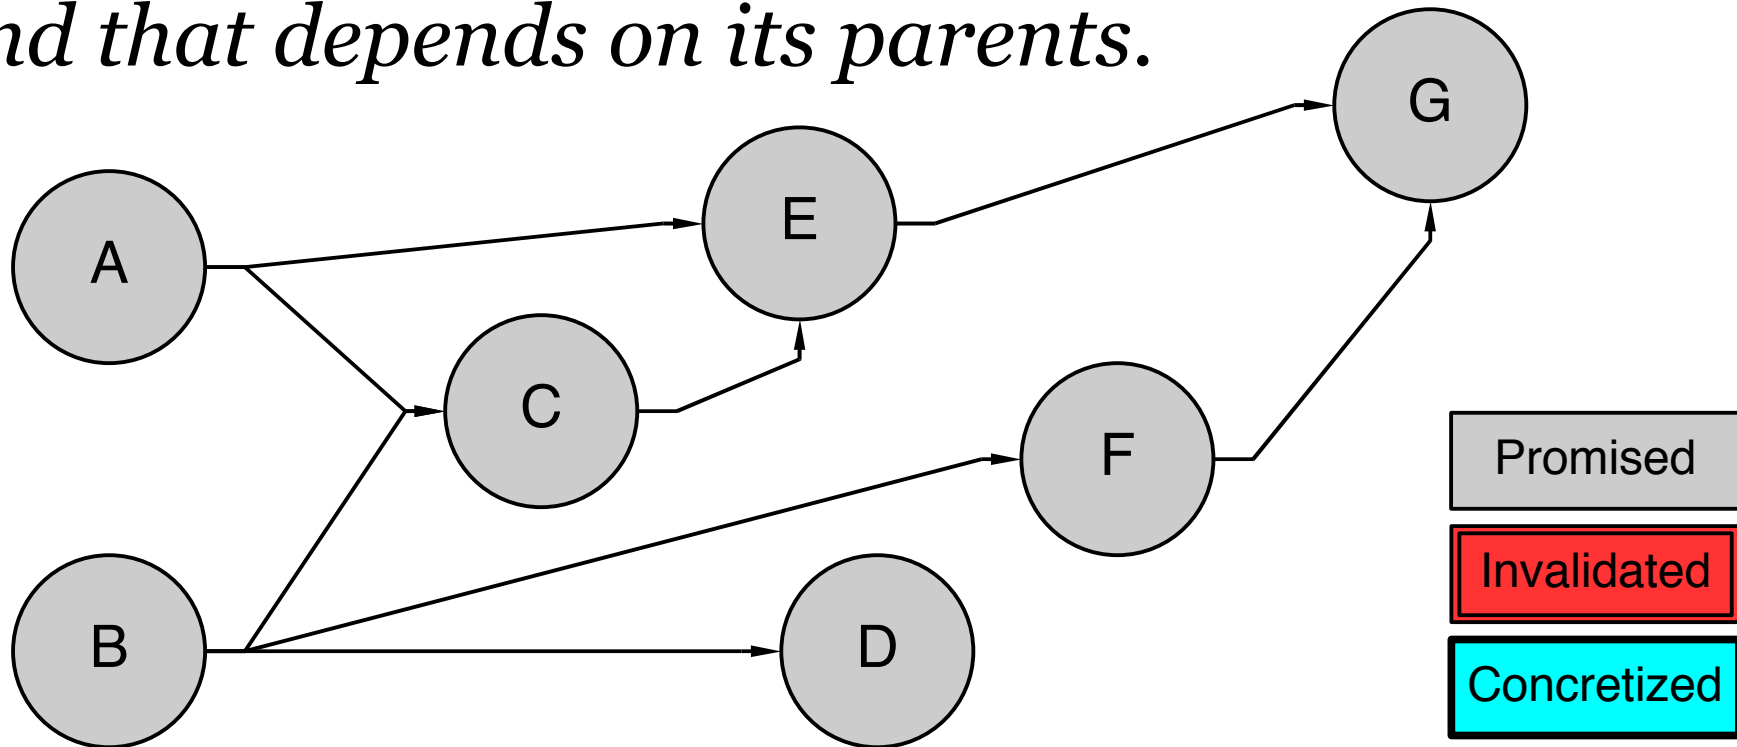 nd that depends on its parents.
G
E
A
C
F
Promised
Invalidated
B
D
Concretized